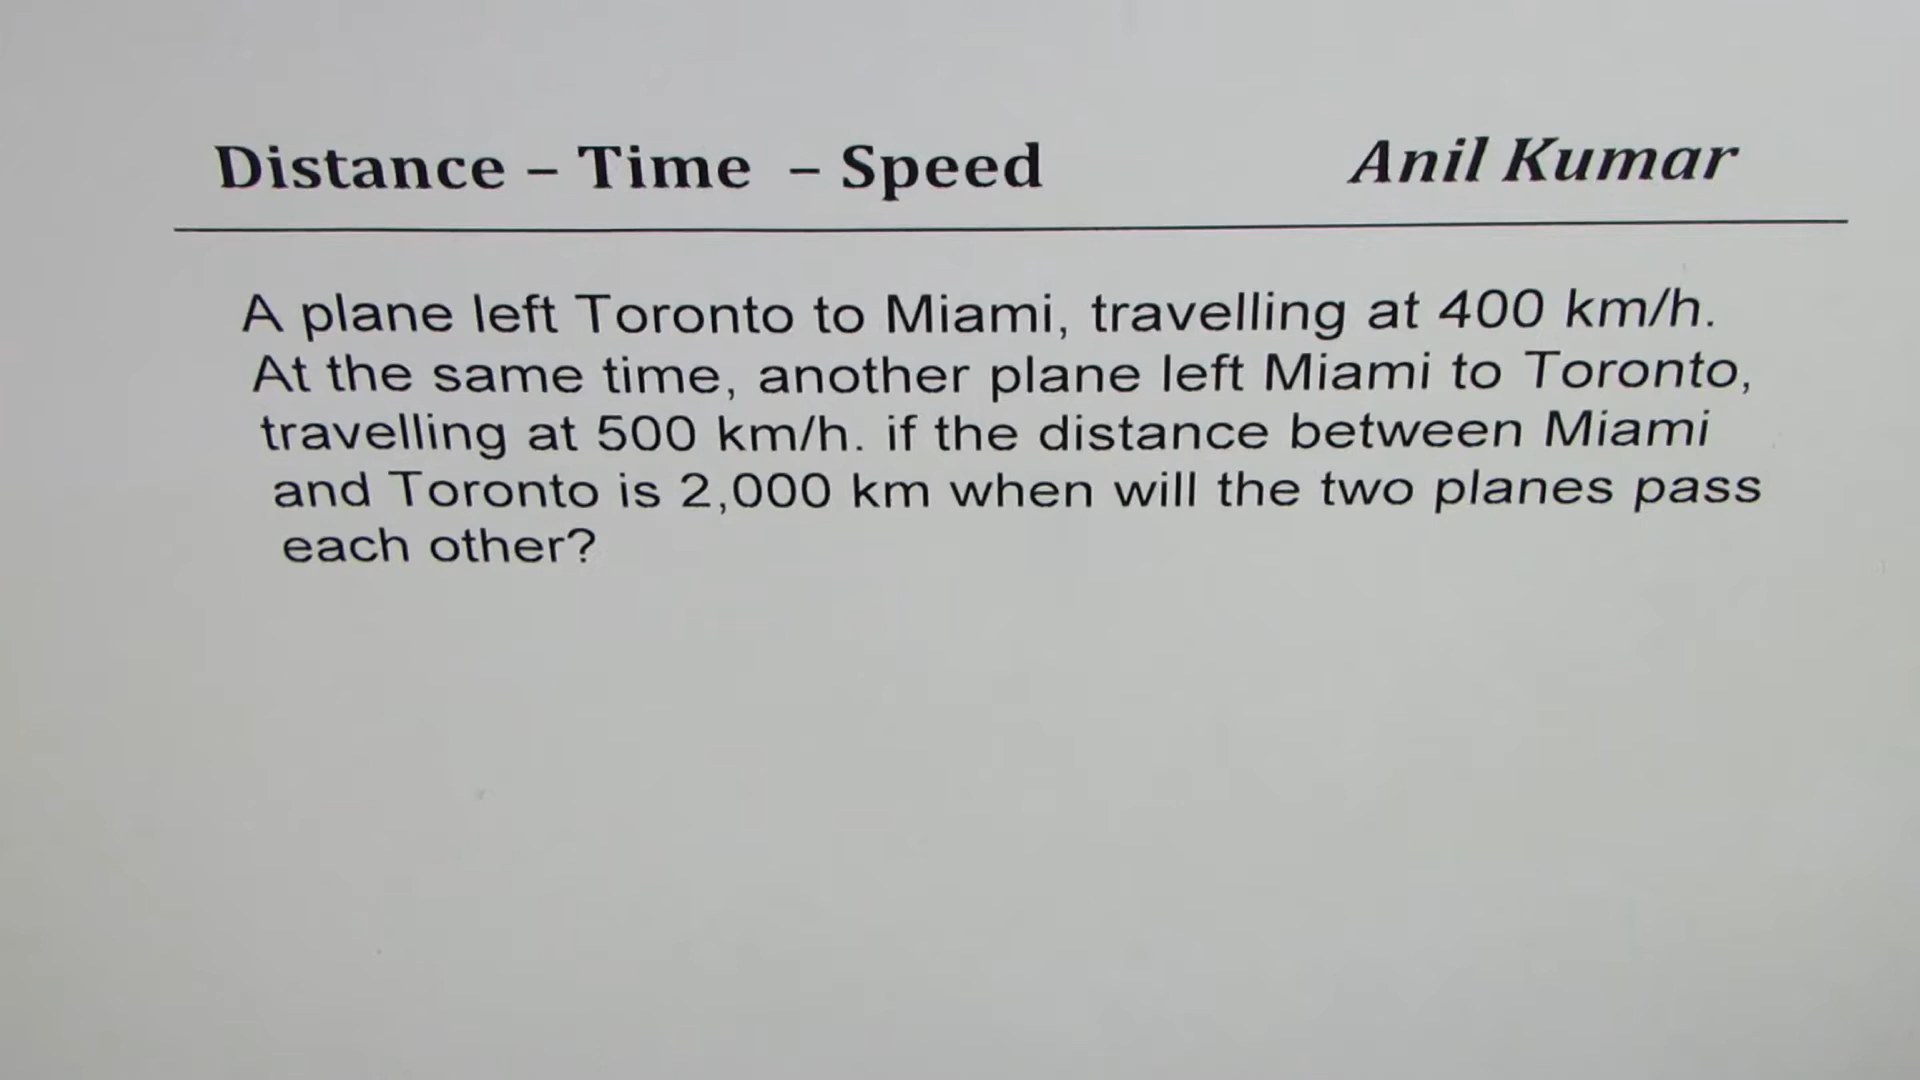 Distance – Time – Speed Anil Kumar
A plane left Toronto to Miami, travelling at 400 km/h.
At the same time, another plane left Miami to Toronto,
travelling at 500 km/h. if the distance between Miami
and Toronto is 2,000 km when will the two planes pass
each other?